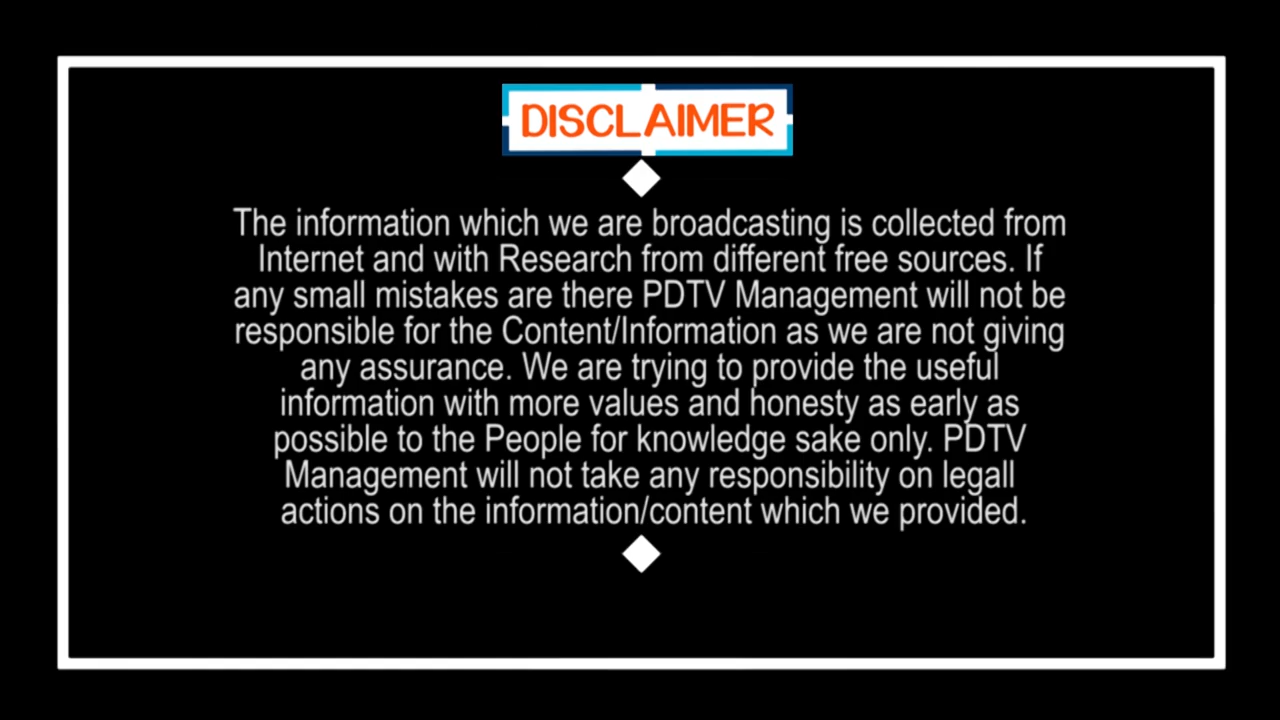 DISCLAIMER
The information which we are broadcasting is collected from
Internet and with Research from different free sources. If
any small mistakes are there PDTV Management will not be
responsible for the Content/Information as we are not giving
any assurance. We are trying to provide the useful
information with more values and honesty as early as
possible to the People for knowledge sake only. PDTV
Management will not take any responsibility on legall
actions on the information/content which we provided.